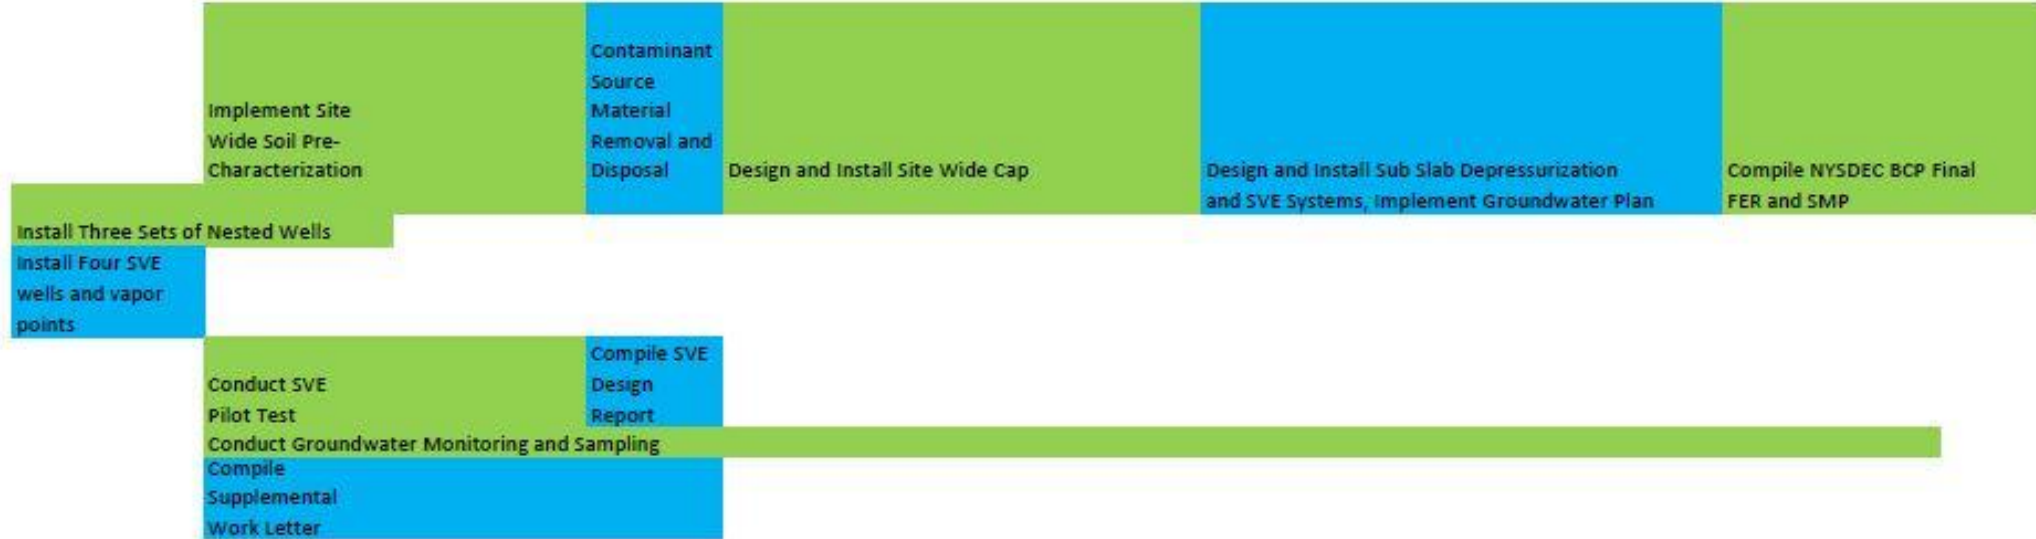 Implement Site
Wide Soil Pre-
Characterization
Contaminant
Source
Material
Removal and
Disposal
Design and Install Site Wide Cap
Design and Install Sub Slab Depressurization
and SVE Systems, Implement Groundwater Plan
Compile NYSDEC BCP Final
FER and SMP
Install Three Sets of Nested Wells
Install Four SVE
wells and vapor
points
Conduct SVE
Pilot Test
Compile SVE
Design
Report
Conduct Groundwater Monitoring and Sampling
Compile
Supplemental
Work Letter